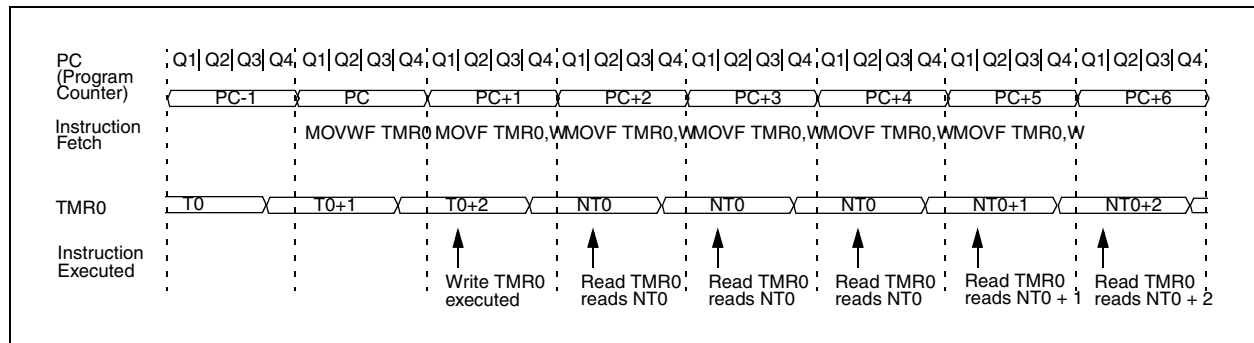 PC
(Program
Counter)
Q1 Q2 Q3 Q4 Q1 Q2 Q3 Q4 Q1 Q2 Q3 Q4 Q1 Q2 Q3 Q4 Q1 Q2 Q3 Q4 Q1 Q2 Q3 Q4 Q1 Q2 Q3 Q4 Q1 Q2 Q3 Q4
PC-1 PC PC+1 PC+2 PC+3 PC+4 PC+5 PC+6
Instruction
Fetch
MOVWF TMR0 MOVF TMR0,W MOVF TMR0,W MOVF TMR0,W MOVF TMR0,W MOVF TMR0,W
TMR0
T0 T0+1 T0+2 NT0 NT0 NT0 NT0+1 NT0+2
Instruction
Executed
Write TMR0
executed
Read TMR0
reads NT0
Read TMR0
reads NT0
Read TMR0
reads NT0
Read TMR0
reads NT0 + 1
Read TMR0
reads NT0 + 2